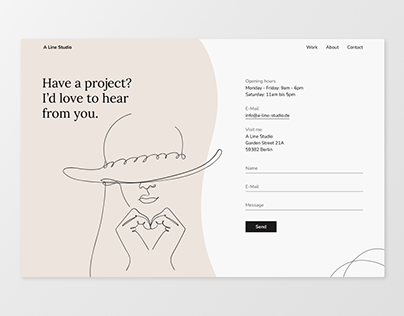 A Line Studio
Work About Contact
Have a project?
I'd love to hear
from you.
Opening hours
Monday - Friday: 9am - 6pm
Saturday: 11am bis 5pm
E-Mail
info@a-line-studio.de
Visit me
A Line Studio
Garden Street 21A
58382 Berlin
Name
E-Mail
Message
Send